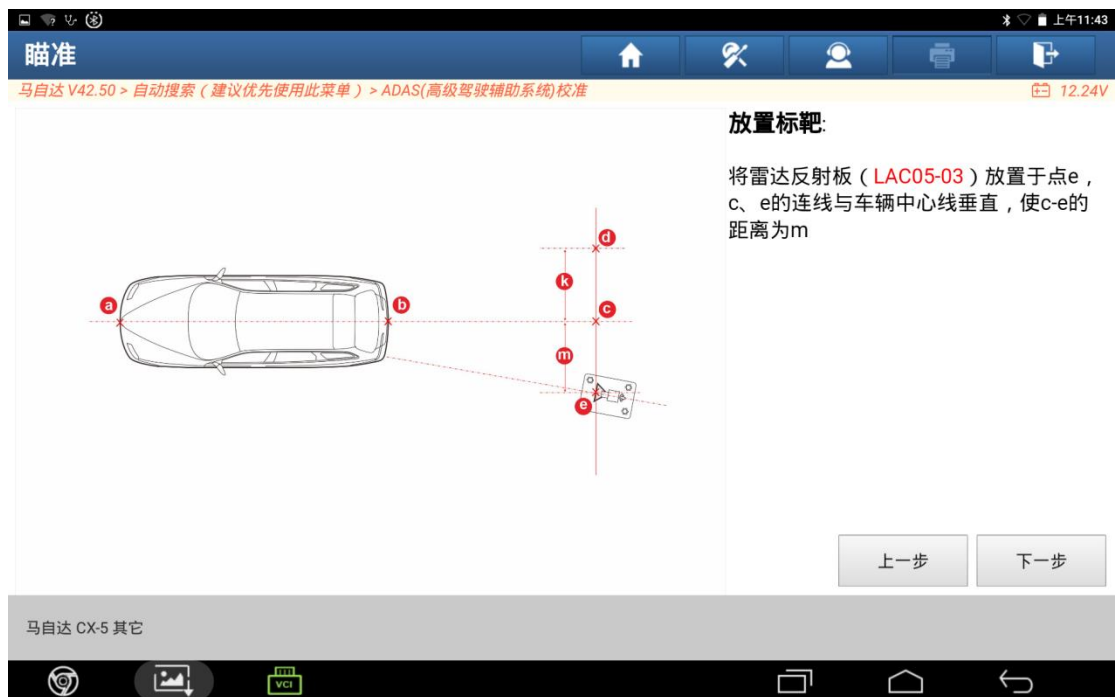 上午11:43
瞄准
马自达 V42.50 > 自动搜索（建议优先使用此菜单）> ADAS(高级驾驶辅助系统)校准
12.24V
放置标靶:
将雷达反射板（LAC05-03）放置于点e，
c、e的连线与车辆中心线垂直，使c-e的
距离为m
d
k
a
b
c
m
e
上一步
下一步
马自达 CX-5 其它
VCI